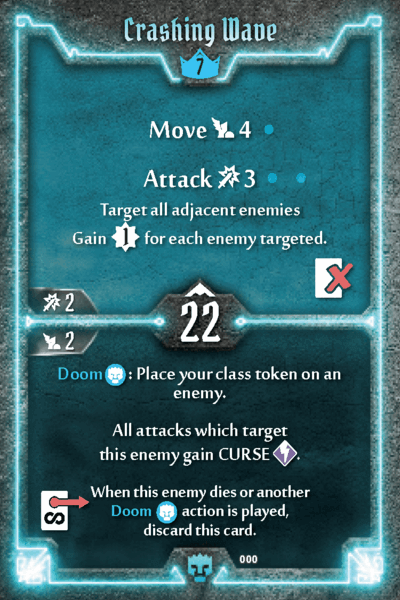 Crashing Wave
7
Move 4
Attack 3
Target all adjacent enemies
Gain 1 for each enemy targeted.
2
22
2
Doom : Place your class token on an
enemy.
All attacks which target
this enemy gain CURSE .
When this enemy dies or another
Doom action is played,
discard this card.
000